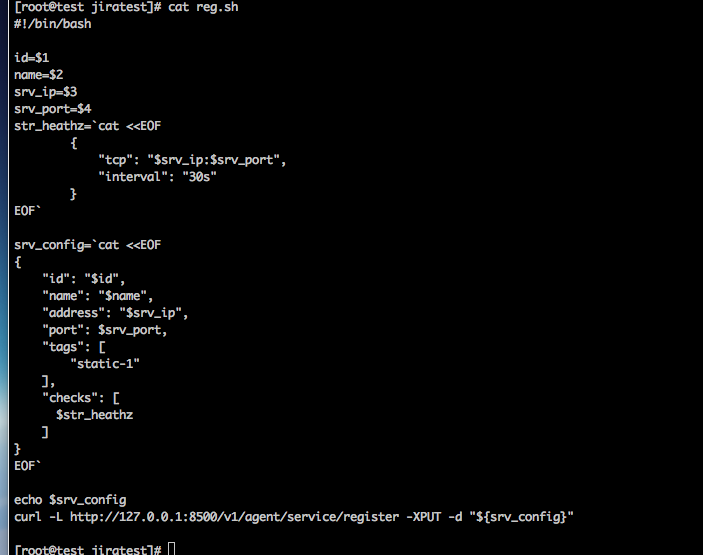 [root@test jiratest]# cat reg.sh
#!/bin/bash

id=$1
name=$2
srv_ip=$3
srv_port=$4
str_heathz=`cat <<EOF
        {
            "tcp": "$srv_ip:$srv_port",
            "interval": "30s"
        }
EOF`

srv_config=`cat <<EOF
{
    "id": "$id",
    "name": "$name",
    "address": "$srv_ip",
    "port": $srv_port,
    "tags": [
        "static-1"
    ],
    "checks": [
      $str_heathz
    ]
}
EOF`

echo $srv_config
curl -L http://127.0.0.1:8500/v1/agent/service/register -XPUT -d "${srv_config}"

[root@test jiratest]#